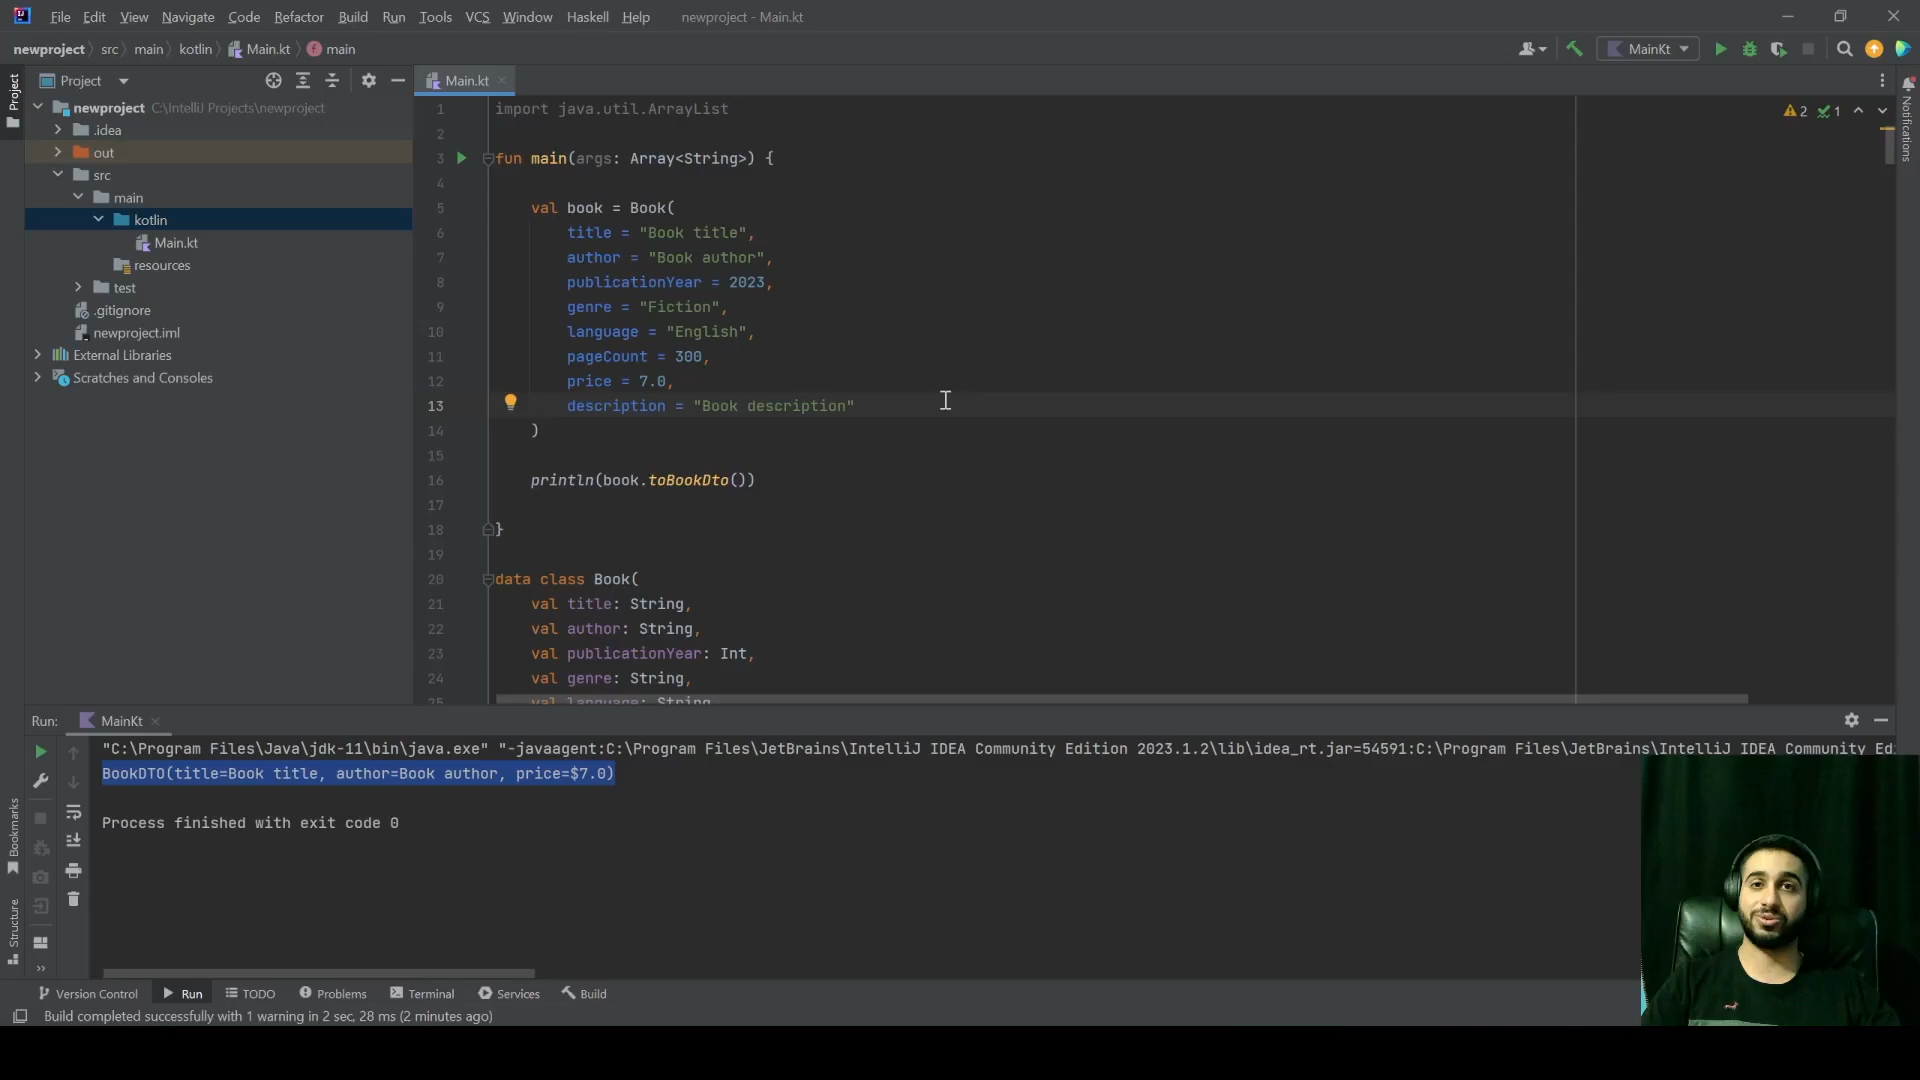 File Edit View Navigate Code Refactor Build Run Tools VCS Window Haskell Help newproject - Main.kt
newproject src main kotlin Main.kt main
MainKt
Project
Project
Main.kt
Notifications
newproject C:\IntelliJ Projects\newproject
.idea
out
src
main
kotlin
Main.kt
resources
test
.gitignore
newproject.iml
External Libraries
Scratches and Consoles
2 1
1 import java.util.ArrayList
2
3 fun main(args: Array<String>) {
4
5 val book = Book(
6 title = "Book title",
7 author = "Book author",
8 publicationYear = 2023,
9 genre = "Fiction",
10 language = "English",
11 pageCount = 300,
12 price = 7.0,
13 description = "Book description"
14 )
15
16 println(book.toBookDto())
17
18 }
19
20 data class Book(
21 val title: String,
22 val author: String,
23 val publicationYear: Int,
24 val genre: String,
25 val language: String
Run: MainKt
"C:\Program Files\Java\jdk-11\bin\java.exe" "-javaagent:C:\Program Files\JetBrains\IntelliJ IDEA Community Edition 2023.1.2\lib\idea_rt.jar=54591:C:\Program Files\JetBrains\IntelliJ IDEA Community Ed
BookDTO(title=Book title, author=Book author, price=$7.0)
Process finished with exit code 0
Bookmarks
Structure
Version Control Run TODO Problems Terminal Services Build
Build completed successfully with 1 warning in 2 sec, 28 ms (2 minutes ago)